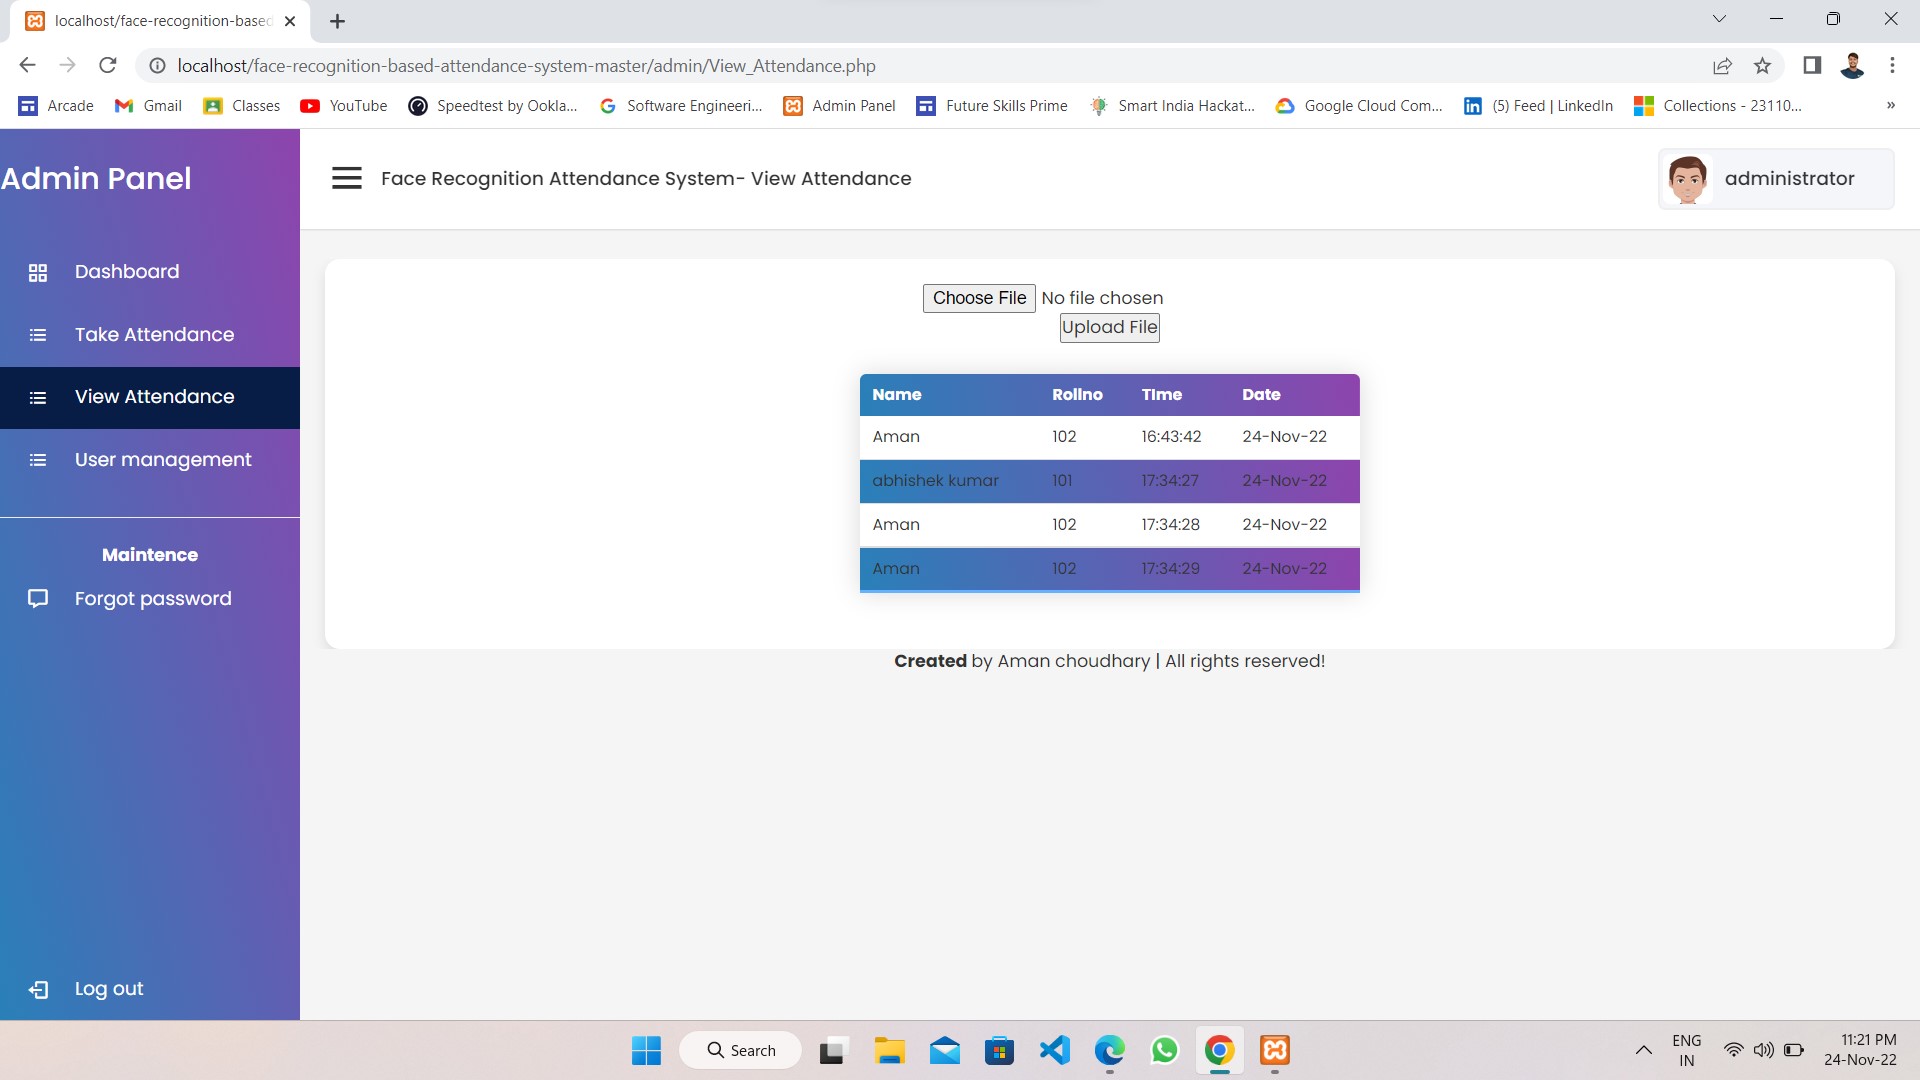 localhost/face-recognition-based
localhost/face-recognition-based-attendance-system-master/admin/View_Attendance.php
Arcade Gmail Classes YouTube Speedtest by Ookla... Software Engineeri... Admin Panel Future Skills Prime Smart India Hackat... Google Cloud Com... (5) Feed | LinkedIn Collections - 23110... »
Admin Panel
Dashboard
Take Attendance
View Attendance
User management
Maintence
Forgot password
Log out
Face Recognition Attendance System- View Attendance
administrator
Choose File No file chosen
Upload File
Name Rollno TIme Date
Aman 102 16:43:42 24-Nov-22
abhishek kumar 101 17:34:27 24-Nov-22
Aman 102 17:34:28 24-Nov-22
Aman 102 17:34:29 24-Nov-22
Created by Aman choudhary | All rights reserved!
Search
ENG
IN
11:21 PM
24-Nov-22